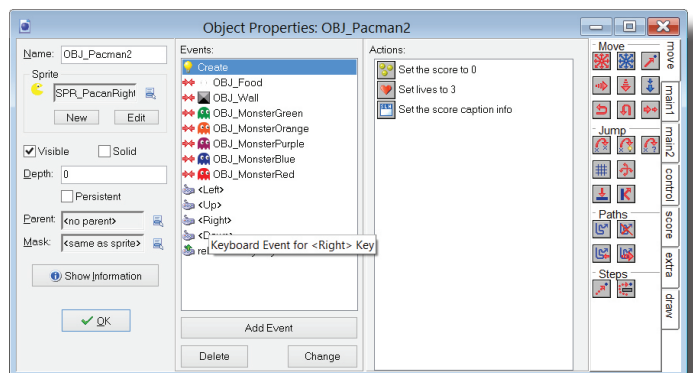 Object Properties: OBJ_Pacman2
Name: OBJ_Pacman2
Sprite
SPR_PacanRight
New Edit
Visible Solid
Depth: 0
Persistent
Parent: <no parent>
Mask: <same as sprite>
Show Information
OK
Events:
Create
OBJ_Food
OBJ_Wall
OBJ_MonsterGreen
OBJ_MonsterOrange
OBJ_MonsterPurple
OBJ_MonsterBlue
OBJ_MonsterRed
<Left>
<Up>
<Right>
Keyboard Event for <Right> Key
Add Event
Delete Change
Actions:
Set the score to 0
Set lives to 3
Set the score caption info
Move
Jump
Paths
Steps
move
main1
main2
control
score
extra
draw